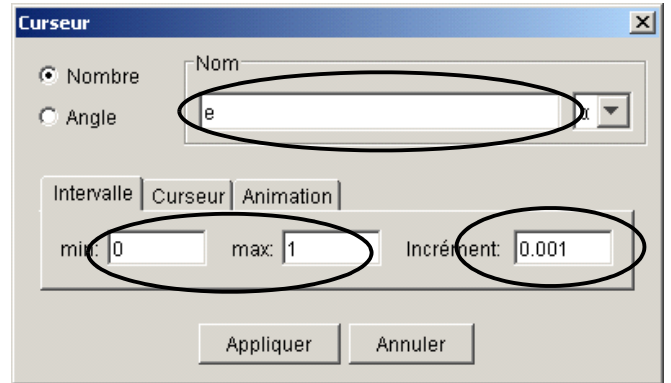 Curseur
Nombre
Angle
Nom
e
α
Intervalle Curseur Animation
min: 0 max: 1 Incrément: 0.001
Appliquer Annuler